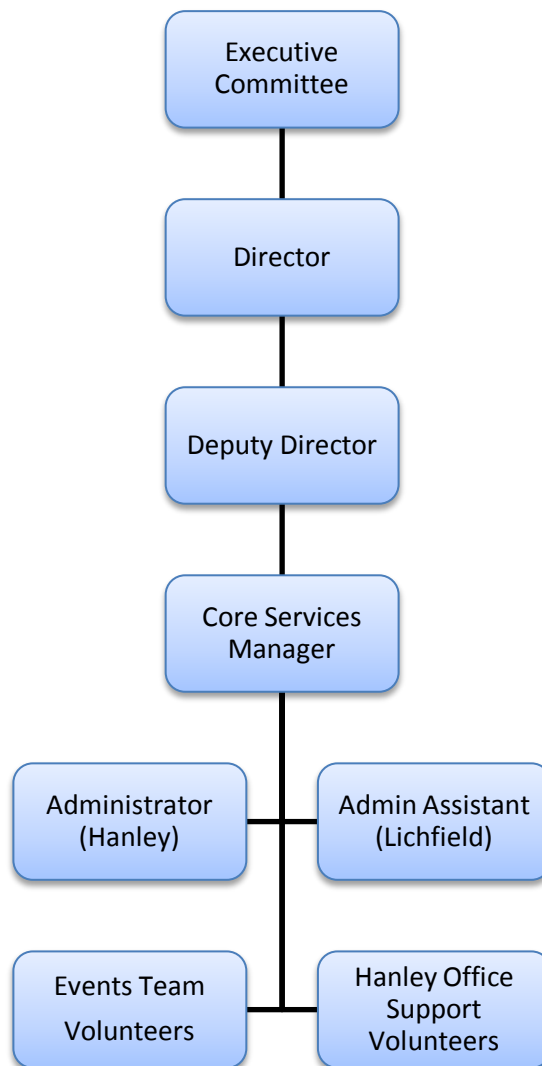 Executive
Committee
Director
Deputy Director
Core Services
Manager
Administrator
(Hanley)
Admin Assistant
(Lichfield)
Events Team
Volunteers
Hanley Office
Support
Volunteers